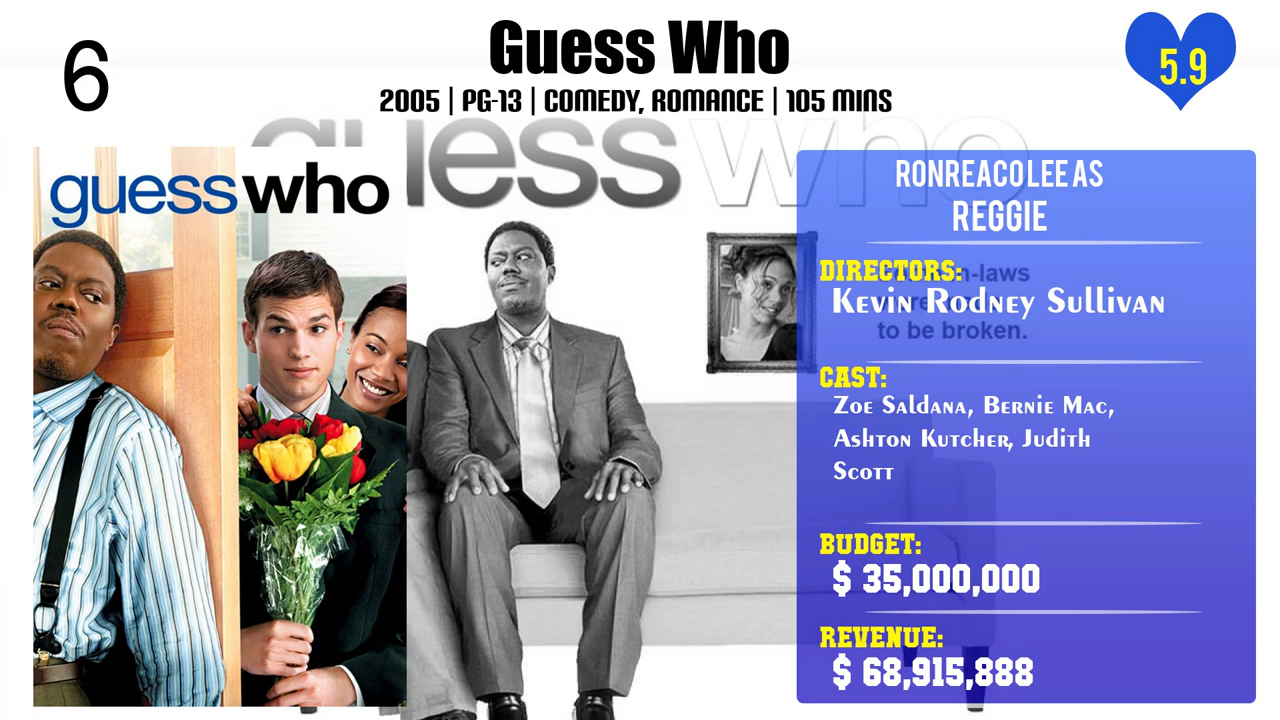 6
Guess Who
5.9
2005 | PG-13 | COMEDY, ROMANCE | 105 MINS
guess who
guess who
RONREACO LEE AS
REGGIE
DIRECTORS:
n-laws
Kevin Rodney Sullivan
to be broken.
CAST:
Zoe Saldana, Bernie Mac,
Ashton Kutcher, Judith
Scott
BUDGET:
$ 35,000,000
REVENUE:
$ 68,915,888